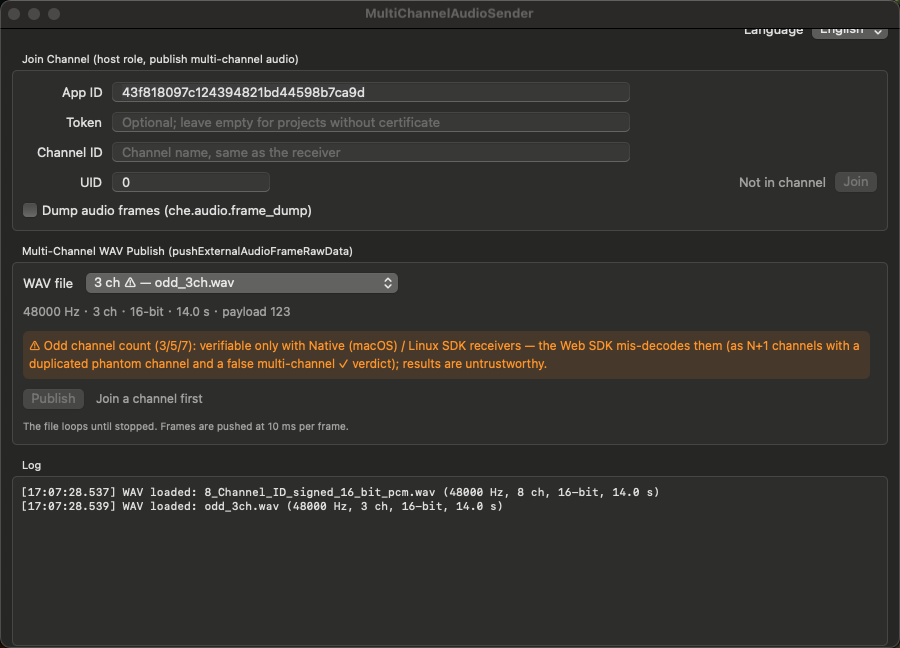 MultiChannelAudioSender
Language English
Join Channel (host role, publish multi-channel audio)
App ID 43f818097c124394821bd44598b7ca9d
Token Optional; leave empty for projects without certificate
Channel ID Channel name, same as the receiver
UID 0 Not in channel Join
Dump audio frames (che.audio.frame_dump)
Multi-Channel WAV Publish (pushExternalAudioFrameRawData)
WAV file 3 ch ⚠ — odd_3ch.wav
48000 Hz · 3 ch · 16-bit · 14.0 s · payload 123
⚠ Odd channel count (3/5/7): verifiable only with Native (macOS) / Linux SDK receivers — the Web SDK mis-decodes them (as N+1 channels with a
duplicated phantom channel and a false multi-channel ✓ verdict); results are untrustworthy.
Publish Join a channel first
The file loops until stopped. Frames are pushed at 10 ms per frame.
Log
[17:07:28.537] WAV loaded: 8_Channel_ID_signed_16_bit_pcm.wav (48000 Hz, 8 ch, 16-bit, 14.0 s)
[17:07:28.539] WAV loaded: odd_3ch.wav (48000 Hz, 3 ch, 16-bit, 14.0 s)